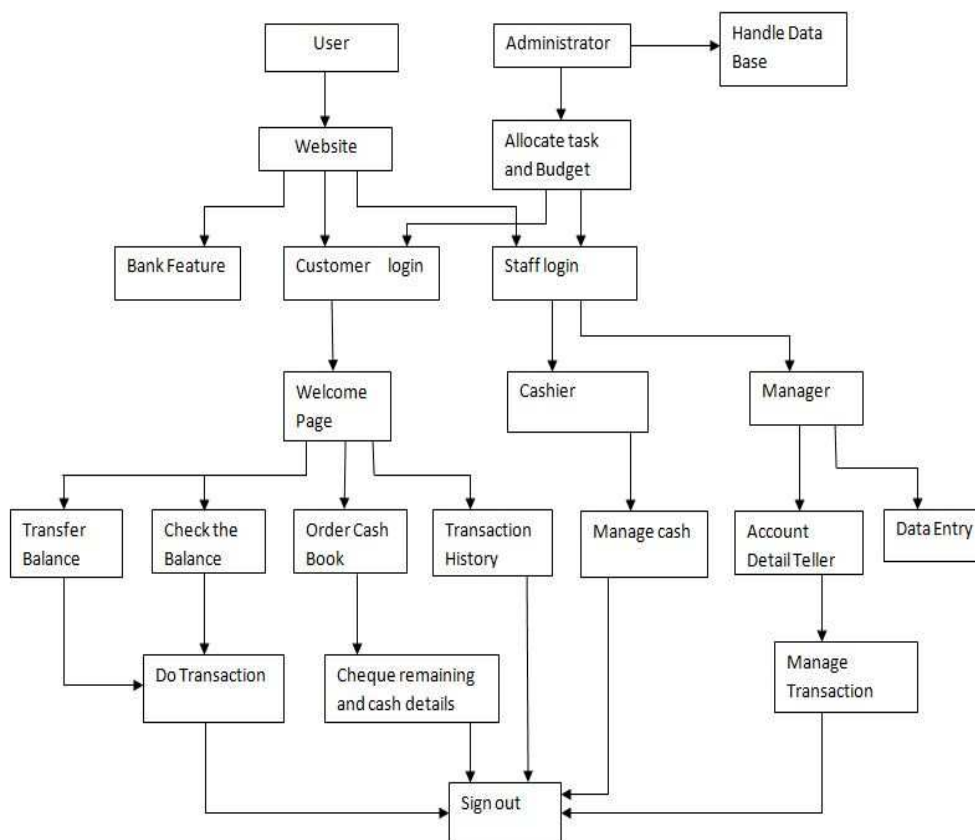 User
Administrator
Handle Data
Base
Website
Allocate task
and Budget
Bank Feature
Customer login
Staff login
Welcome
Page
Cashier
Manager
Transfer
Balance
Check the
Balance
Order Cash
Book
Transaction
History
Manage cash
Account
Detail Teller
Data Entry
Do Transaction
Cheque remaining
and cash details
Manage
Transaction
Sign out